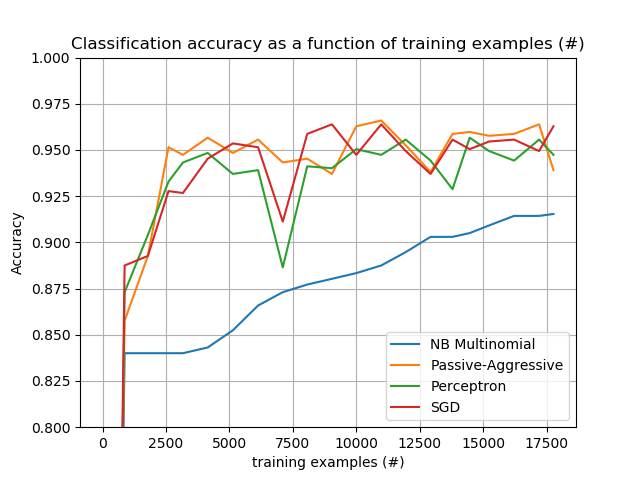 Classification accuracy as a function of training examples (#)
1.000
0.975
0.950
0.925
0.900
0.875
0.850
0.825
0.800
Accuracy
NB Multinomial
Passive-Aggressive
Perceptron
SGD
0 2500 5000 7500 10000 12500 15000 17500
training examples (#)